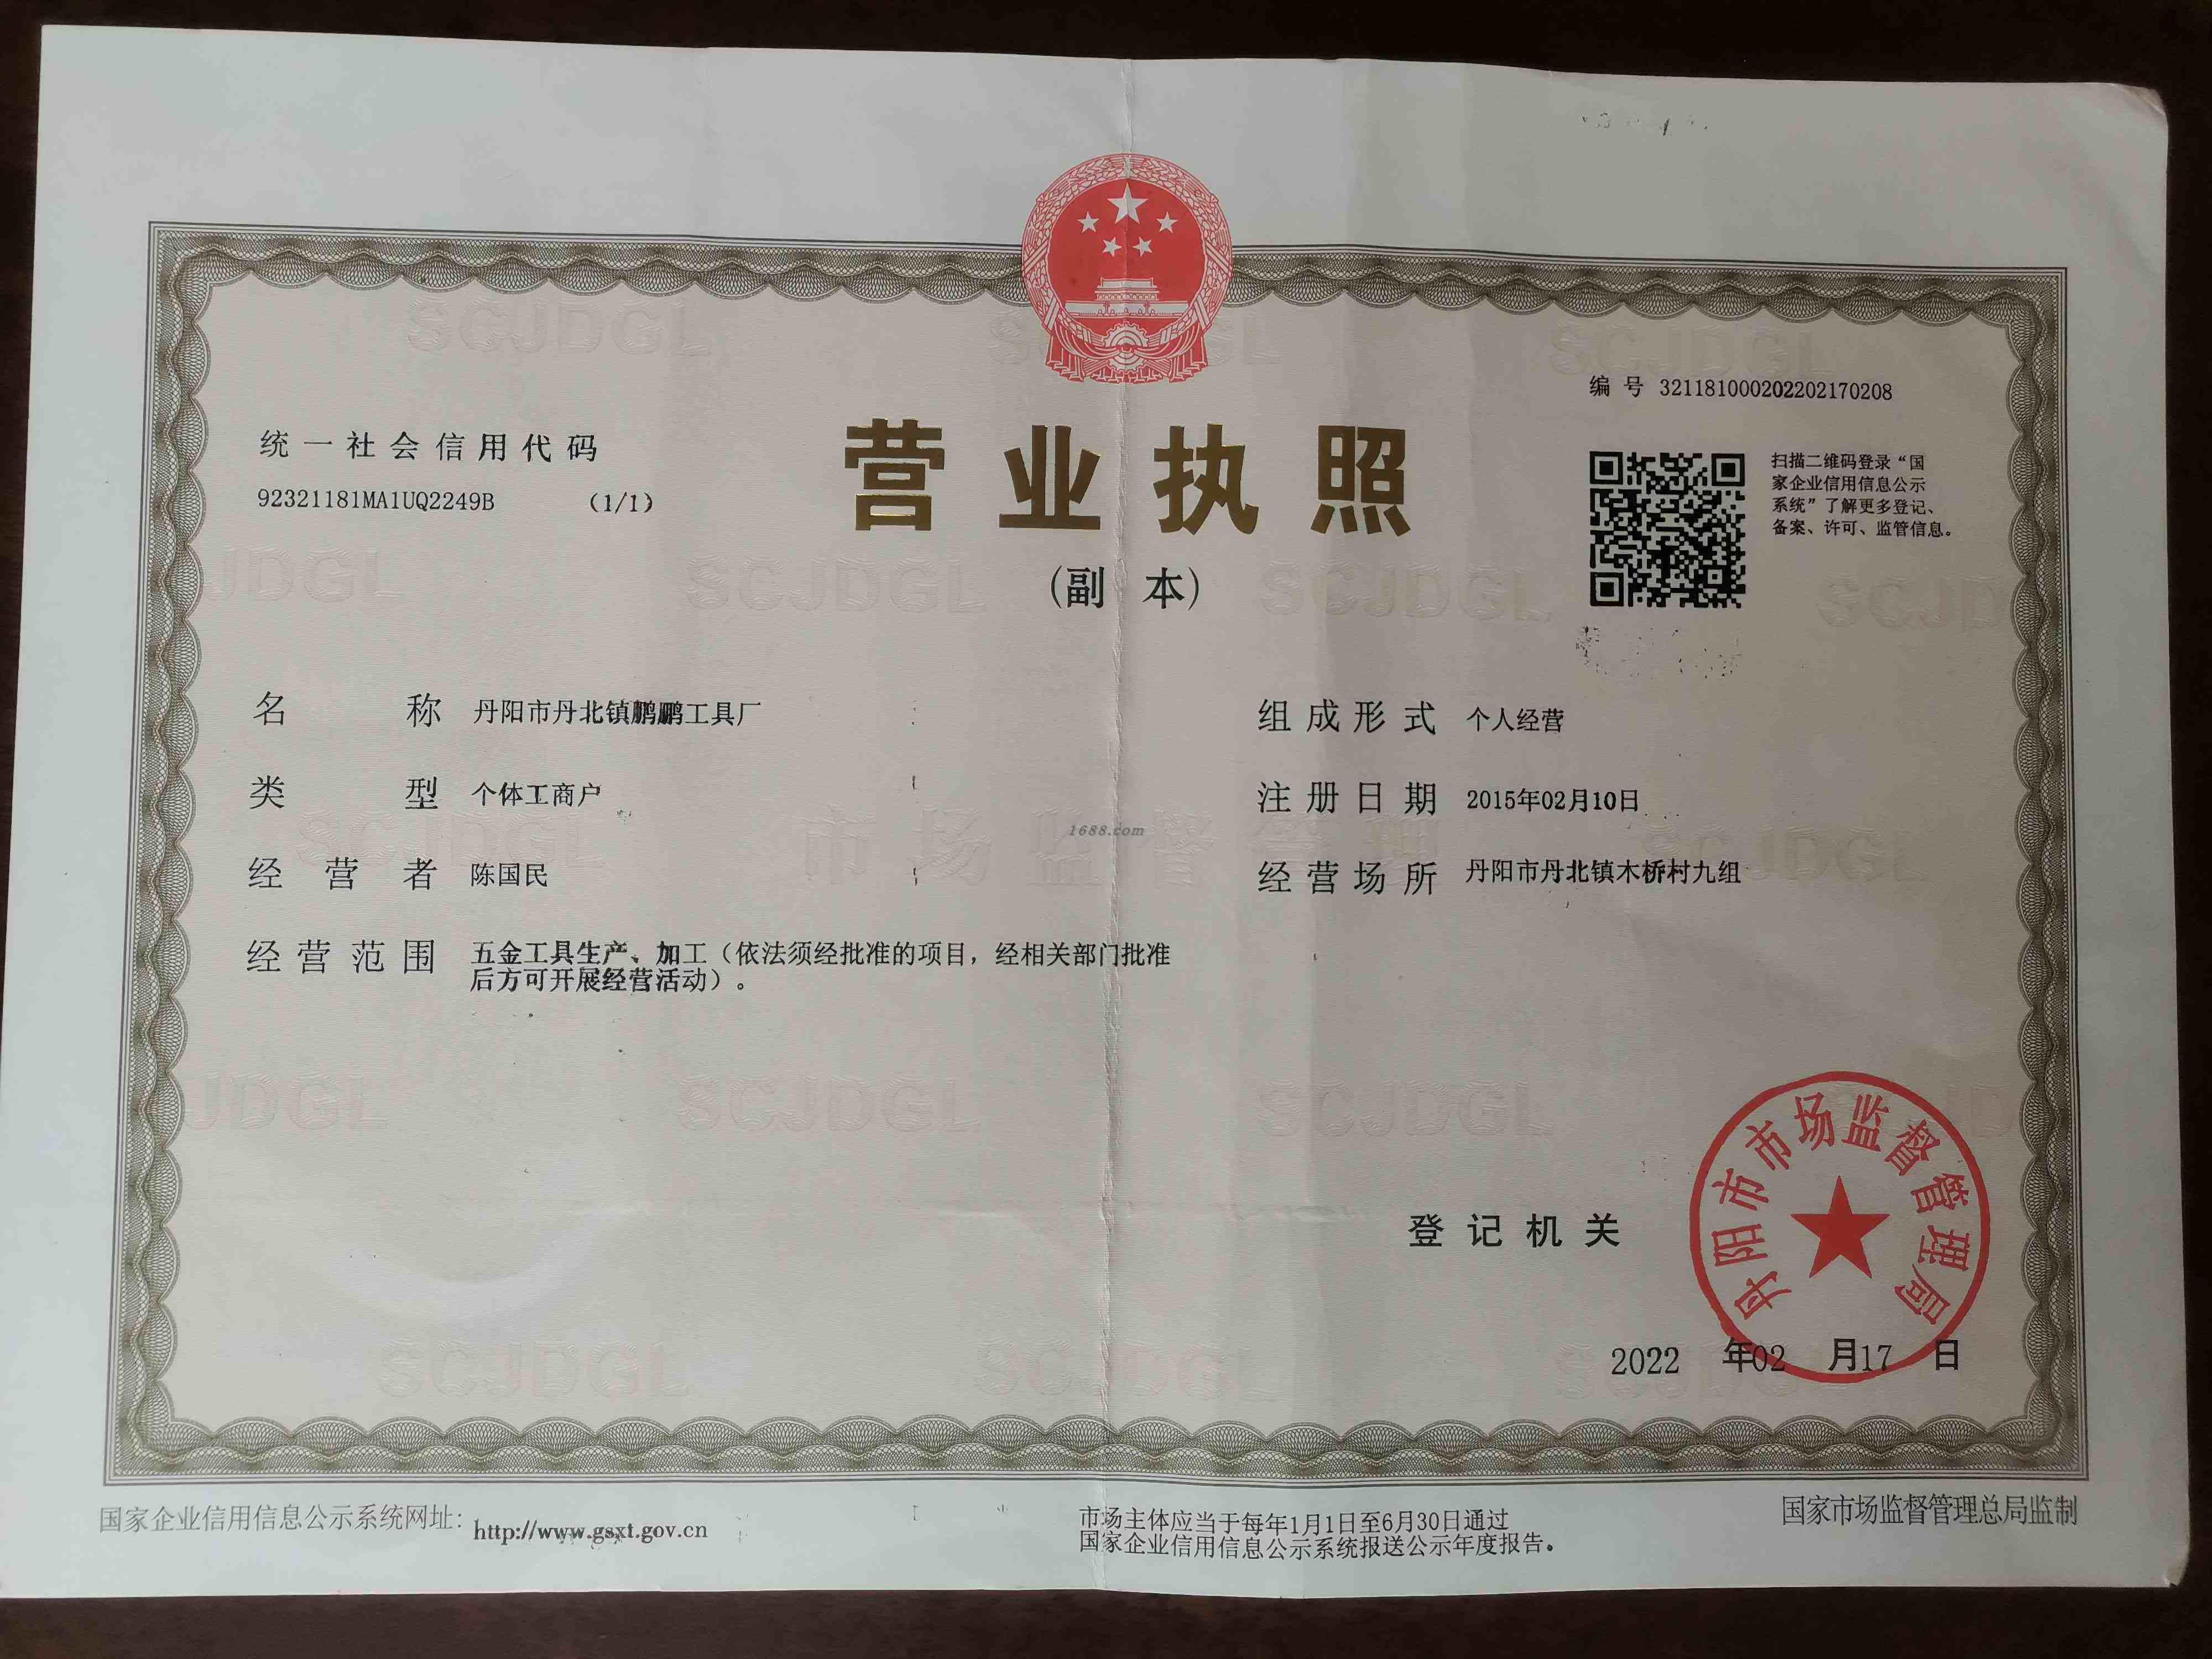 编 号 321181000202202170208
统一社会信用代码
92321181MA1UQ2249B (1/1)
营业执照
(副 本)
扫描二维码登录“国
家企业信用信息公示
系统”了解更多登记、
备案、许可、监管信息。
名 称 丹阳市丹北镇鹏鹏工具厂
类 型 个体工商户
经 营 者 陈国民
经 营 范 围 五金工具生产、加工（依法须经批准的项目，经相关部门批准
后方可开展经营活动）。
组 成 形 式 个人经营
注 册 日 期 2015年02月10日
经 营 场 所 丹阳市丹北镇木桥村九组
1688.com
市场监督管理
SCJDGL
登 记 机 关
丹阳市市场监督管理局
2022 年02 月17 日
国家企业信用信息公示系统网址：http://www.gsxt.gov.cn
市场主体应当于每年1月1日至6月30日通过
国家企业信用信息公示系统报送公示年度报告。
国家市场监督管理总局监制